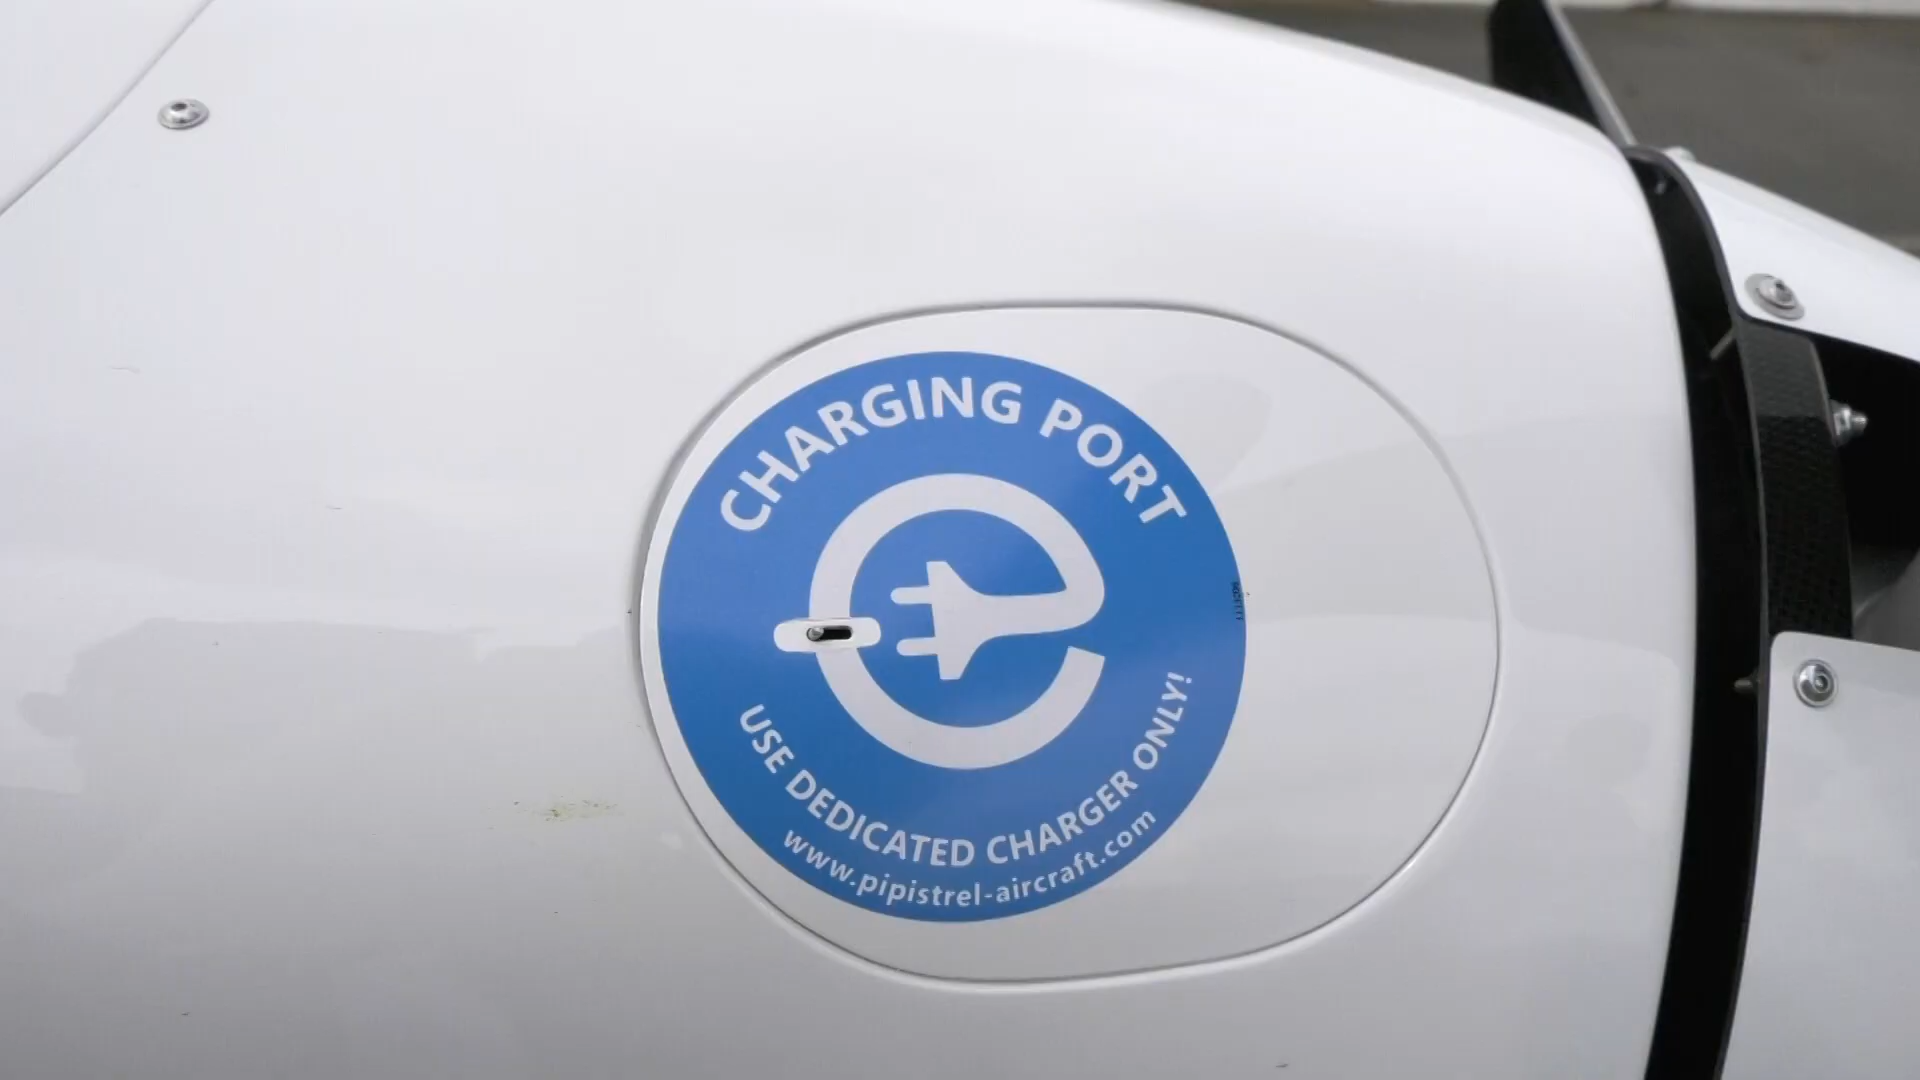 CHARGING PORT
USE DEDICATED CHARGER ONLY!
www.pipistrel-aircraft.com